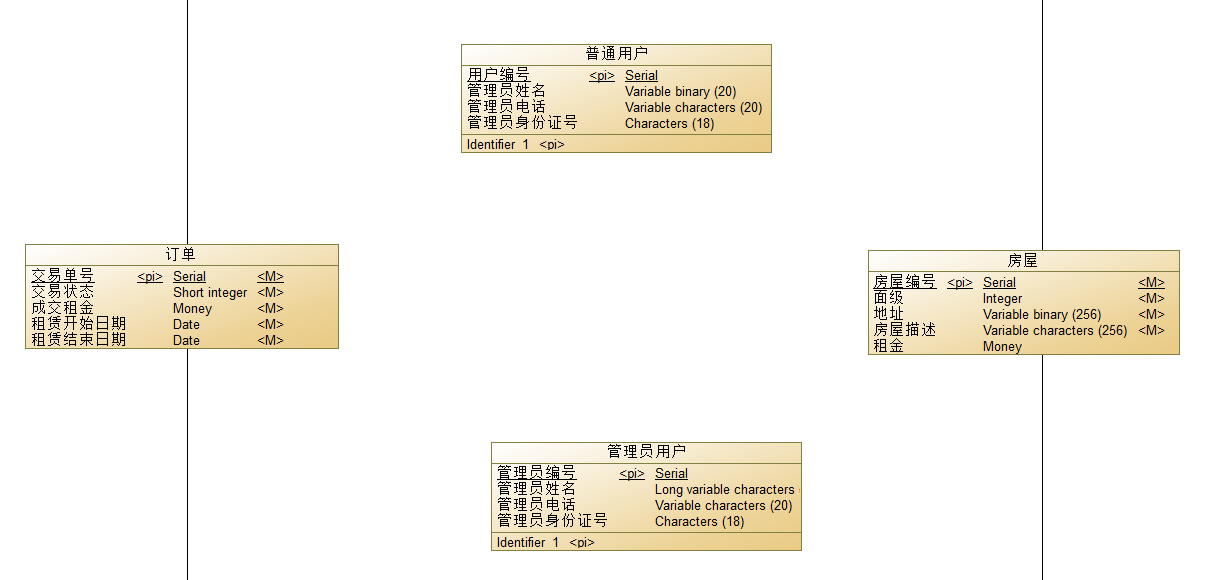 普通用户
用户编号 <pi> Serial
管理员姓名 Variable binary (20)
管理员电话 Variable characters (20)
管理员身份证号 Characters (18)
Identifier_1 <pi>
订单
交易单号 <pi> Serial <M>
交易状态 Short integer <M>
成交租金 Money <M>
租赁开始日期 Date <M>
租赁结束日期 Date <M>
房屋
房屋编号 <pi> Serial <M>
面级 Integer <M>
地址 Variable binary (256) <M>
房屋描述 Variable characters (256) <M>
租金 Money
管理员用户
管理员编号 <pi> Serial
管理员姓名 Long variable characters
管理员电话 Variable characters (20)
管理员身份证号 Characters (18)
Identifier_1 <pi>